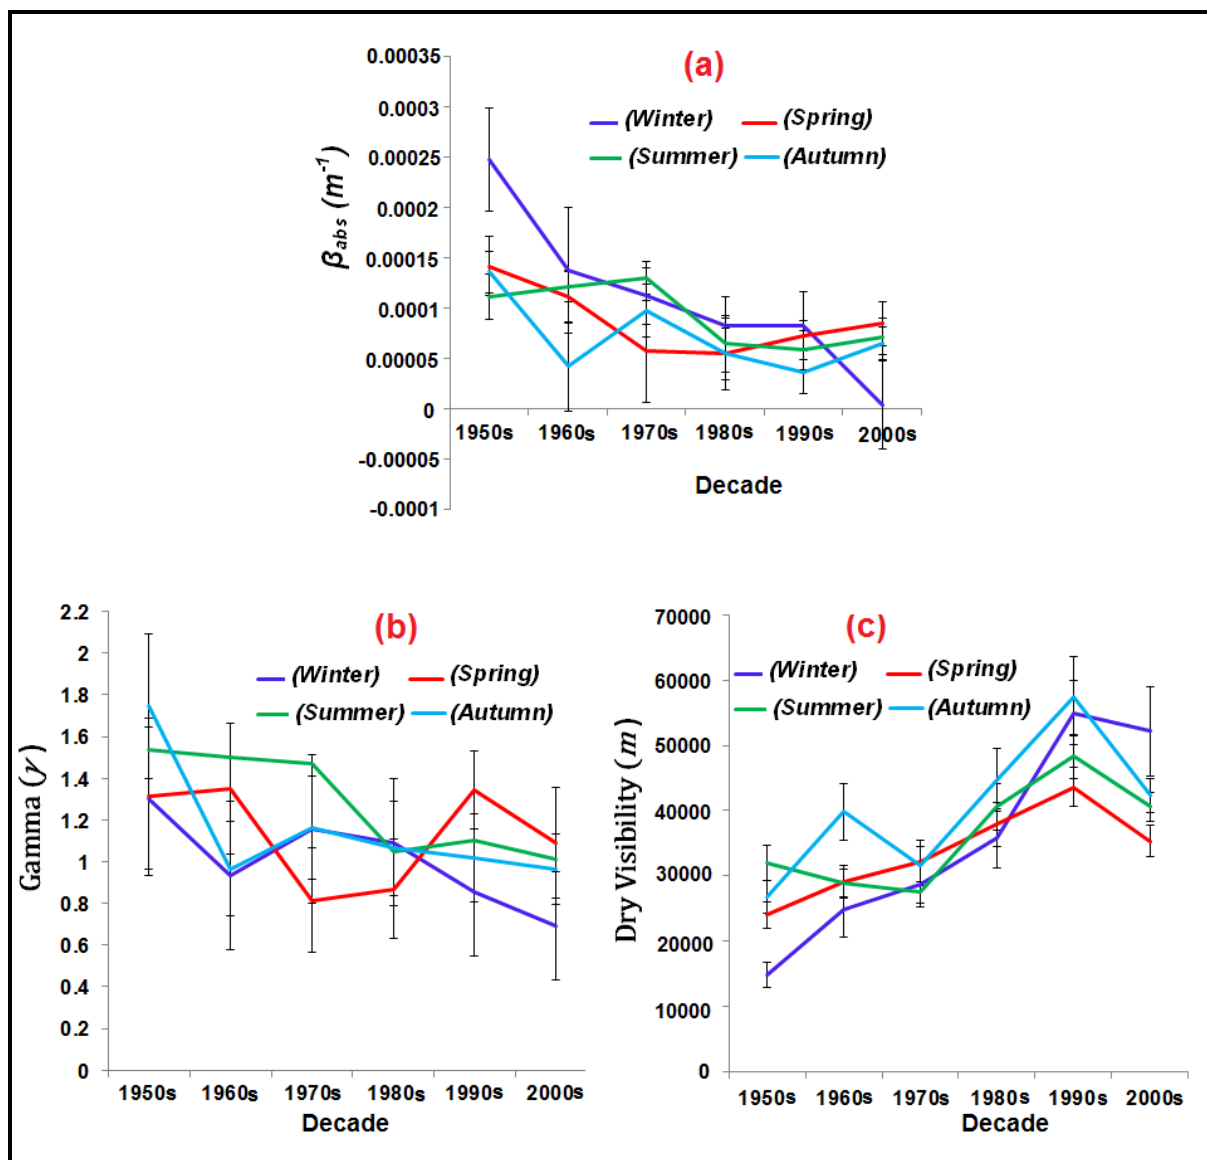 (a)
0.00035
0.0003
0.00025
0.0002
0.00015
0.0001
0.00005
0
-0.00005
-0.0001
βabs (m-1)
(Winter) (Spring)
(Summer) (Autumn)
1950s 1960s 1970s 1980s 1990s 2000s
Decade
(b)
2.2
2
1.8
1.6
1.4
1.2
1
0.8
0.6
0.4
0.2
0
Gamma (γ)
(Winter) (Spring)
(Summer) (Autumn)
1950s 1960s 1970s 1980s 1990s 2000s
Decade
(c)
70000
60000
50000
40000
30000
20000
10000
0
Dry Visibility (m)
(Winter) (Spring)
(Summer) (Autumn)
1950s 1960s 1970s 1980s 1990s 2000s
Decade